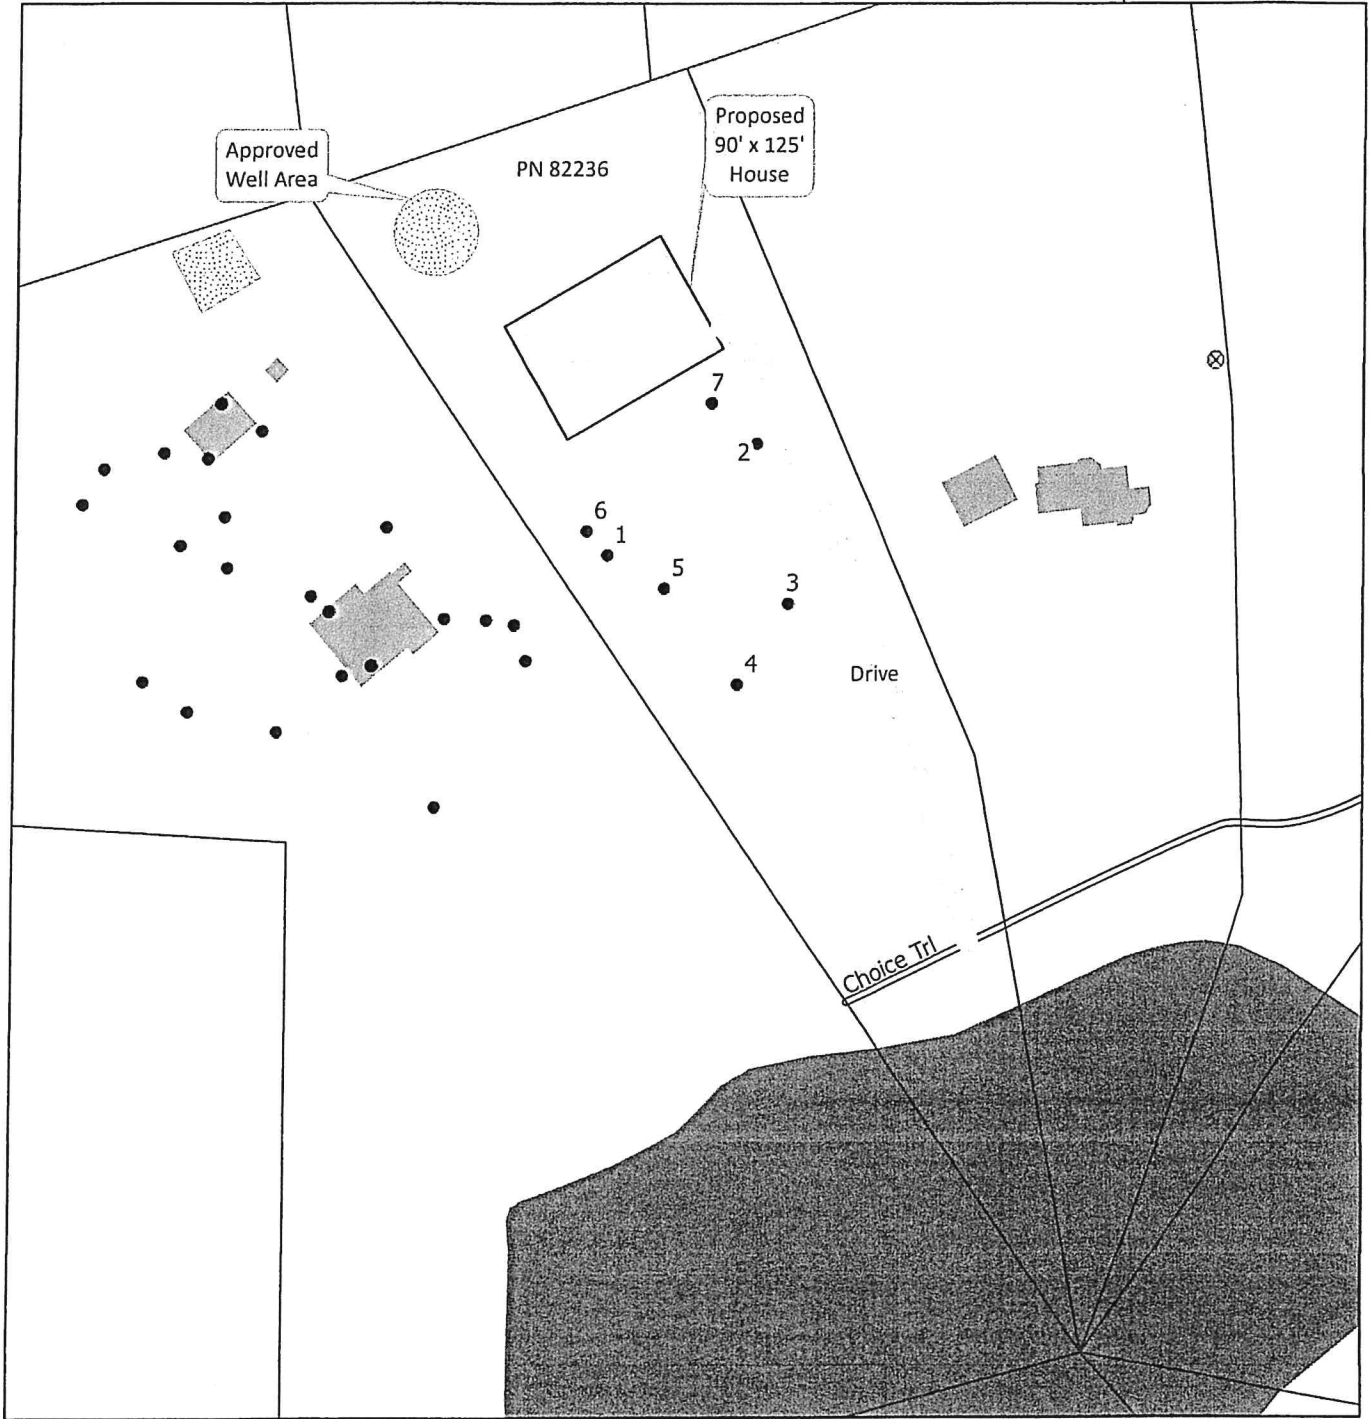 Proposed
90' x 125'
House
Approved
Well Area
PN 82236
7
2
6
1
5
3
4
Drive
Choice Trl